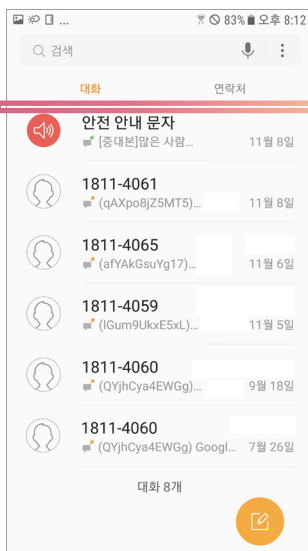 ... 83% 오후 8:12
검색
대화 연락처
안전 안내 문자
[중대본]많은 사람... 11월 8일
1811-4061
(qAXpo8jZ5MT5)... 11월 8일
1811-4065
(afYAkGsuYg17)... 11월 6일
1811-4059
(lGum9UkxE5xL)... 11월 5일
1811-4060
(QYjhCya4EWGg)... 9월 18일
1811-4060
(QYjhCya4EWGg) Googl... 7월 26일
대화 8개